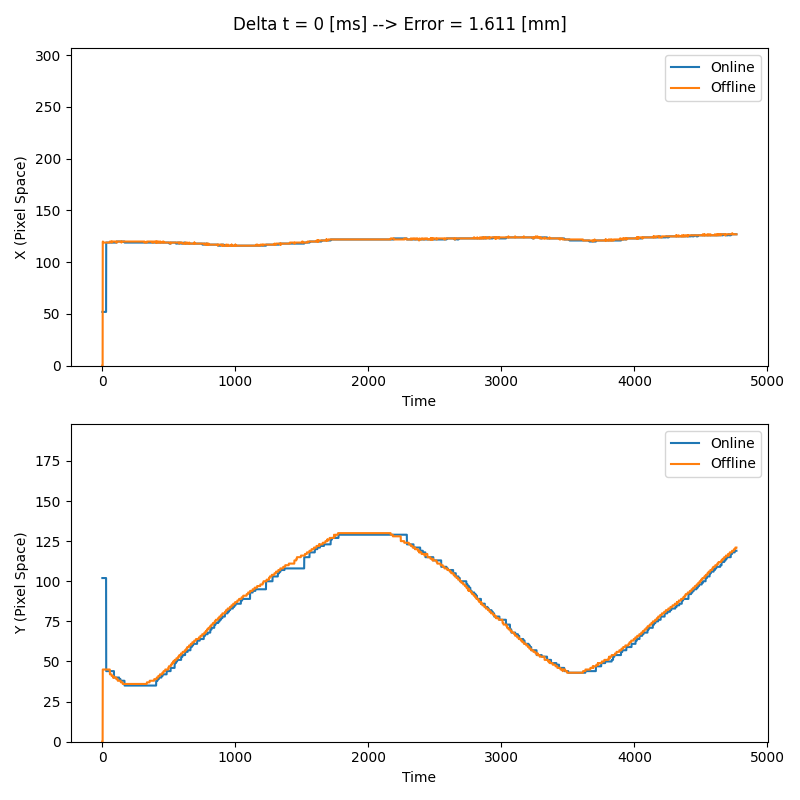 Delta t = 0 [ms] --> Error = 1.611 [mm]
300
250
200
150
100
50
0
X (Pixel Space)
Online
Offline
0 1000 2000 3000 4000 5000
Time
175
150
125
100
75
50
25
0
Y (Pixel Space)
Online
Offline
0 1000 2000 3000 4000 5000
Time